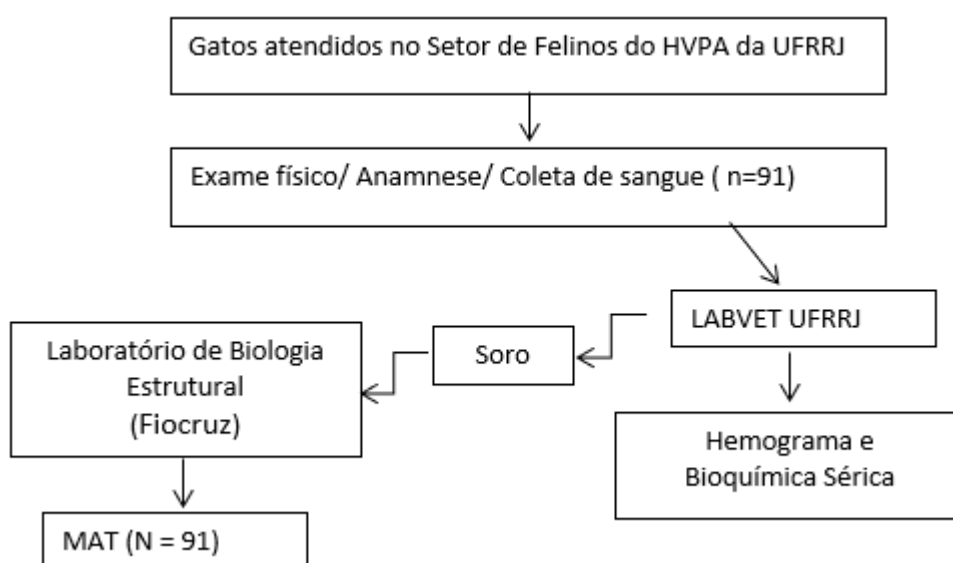 Gatos atendidos no Setor de Felinos do HVPA da UFRRJ
Exame físico/ Anamnese/ Coleta de sangue ( n=91)
LABVET UFRRJ
Soro
Laboratório de Biologia
Estrutural
(Fiocruz)
Hemograma e
Bioquímica Sérica
MAT (N = 91)